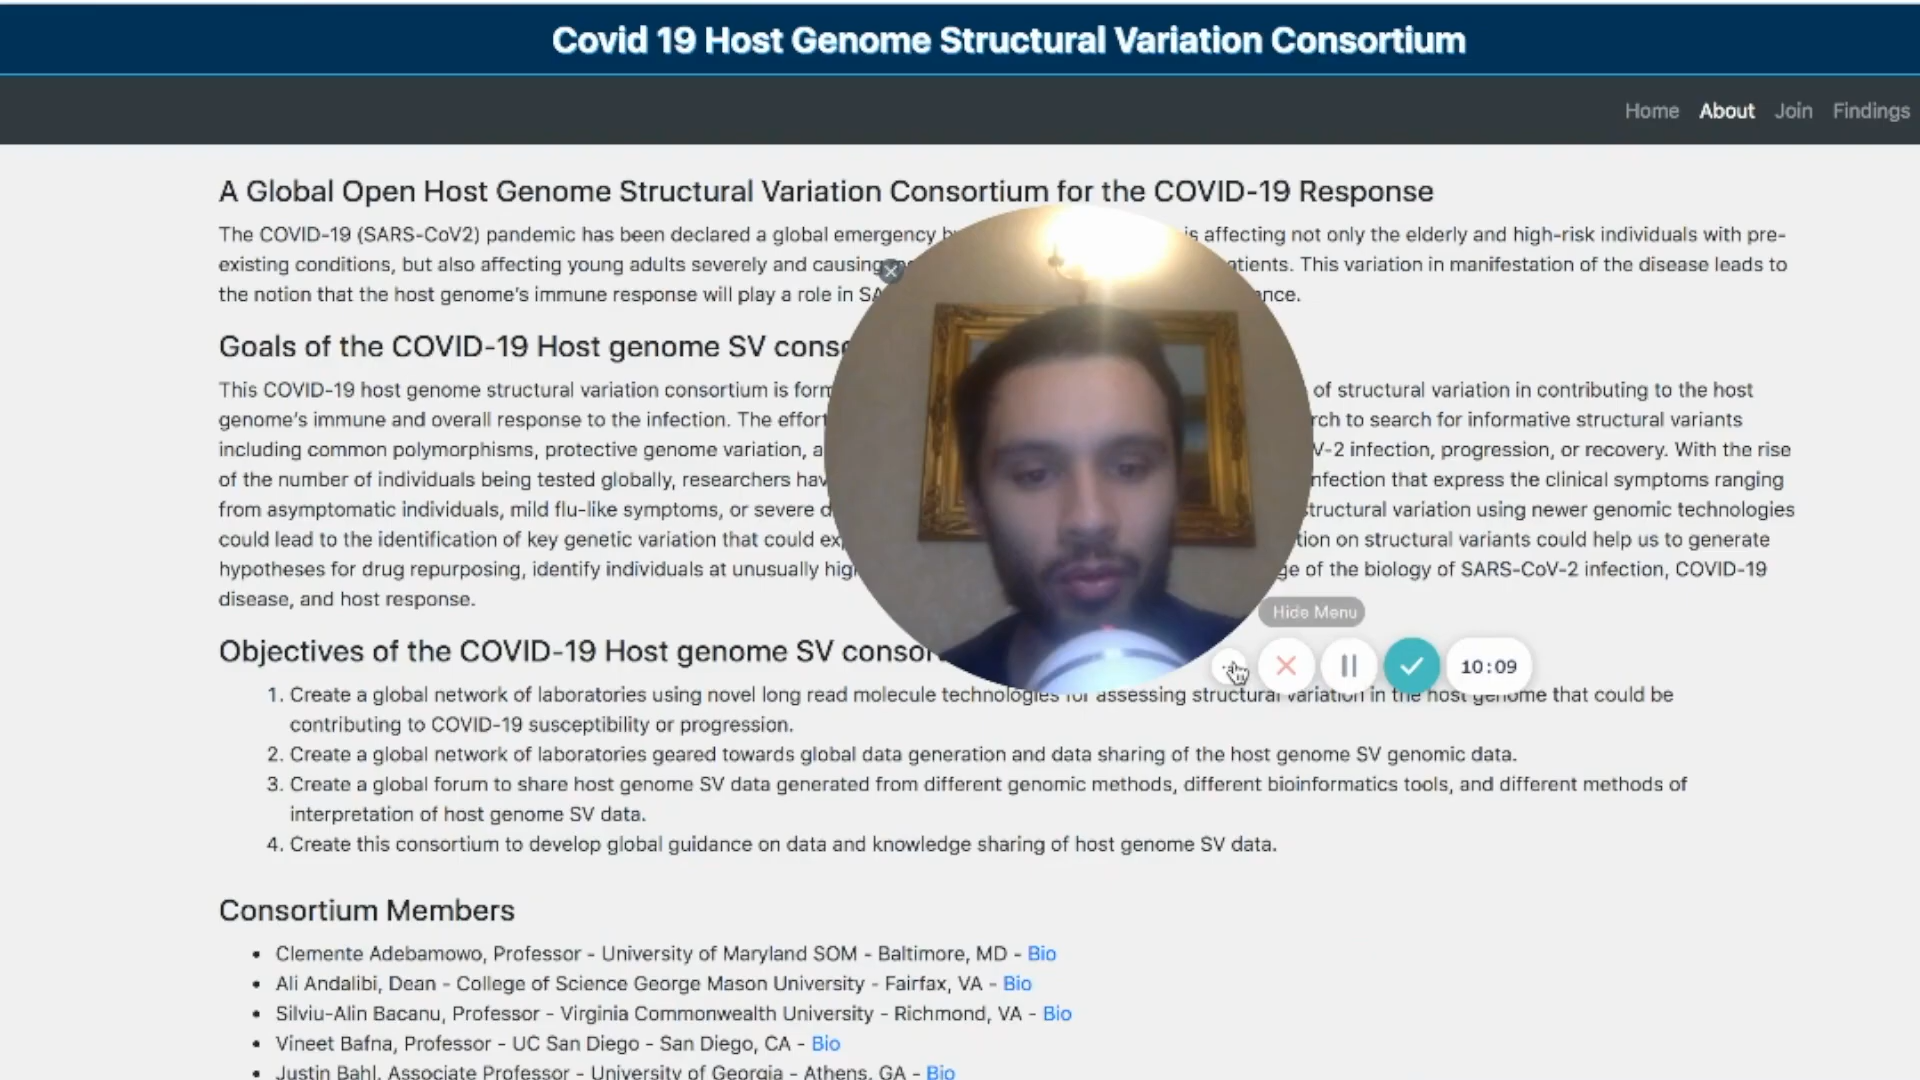 Covid 19 Host Genome Structural Variation Consortium
Home About Join Findings
A Global Open Host Genome Structural Variation Consortium for the COVID-19 Response
The COVID-19 (SARS-CoV2) pandemic has been declared a global emergency is affecting not only the elderly and high-risk individuals with pre-
existing conditions, but also affecting young adults severely and causing This variation in manifestation of the disease leads to
the notion that the host genome's immune response will play a role in
Goals of the COVID-19 Host genome SV
This COVID-19 host genome structural variation consortium is of structural variation in contributing to the host
genome's immune and overall response to the infection. The to search for informative structural variants
including common polymorphisms, protective genome variation, infection, progression, or recovery. With the rise
of the number of individuals being tested globally, researchers that express the clinical symptoms ranging
from asymptomatic individuals, mild flu-like symptoms, or severe variation using newer genomic technologies
could lead to the identification of key genetic variation that could on structural variants could help us to generate
hypotheses for drug repurposing, identify individuals at unusually of the biology of SARS-CoV-2 infection, COVID-19
disease, and host response.
Hide Menu
10:09
Objectives of the COVID-19 Host genome SV
1. Create a global network of laboratories using novel long read molecule technologies for assessing structural variation in the host genome that could be
contributing to COVID-19 susceptibility or progression.
2. Create a global network of laboratories geared towards global data generation and data sharing of the host genome SV genomic data.
3. Create a global forum to share host genome SV data generated from different genomic methods, different bioinformatics tools, and different methods of
interpretation of host genome SV data.
4. Create this consortium to develop global guidance on data and knowledge sharing of host genome SV data.
Consortium Members
• Clemente Adebamowo, Professor - University of Maryland SOM - Baltimore, MD - Bio
• Ali Andalibi, Dean - College of Science George Mason University - Fairfax, VA - Bio
• Silviu-Alin Bacanu, Professor - Virginia Commonwealth University - Richmond, VA - Bio
• Vineet Bafna, Professor - UC San Diego - San Diego, CA - Bio
• Justin Bahl, Associate Professor - University of Georgia - Athens, GA - Bio